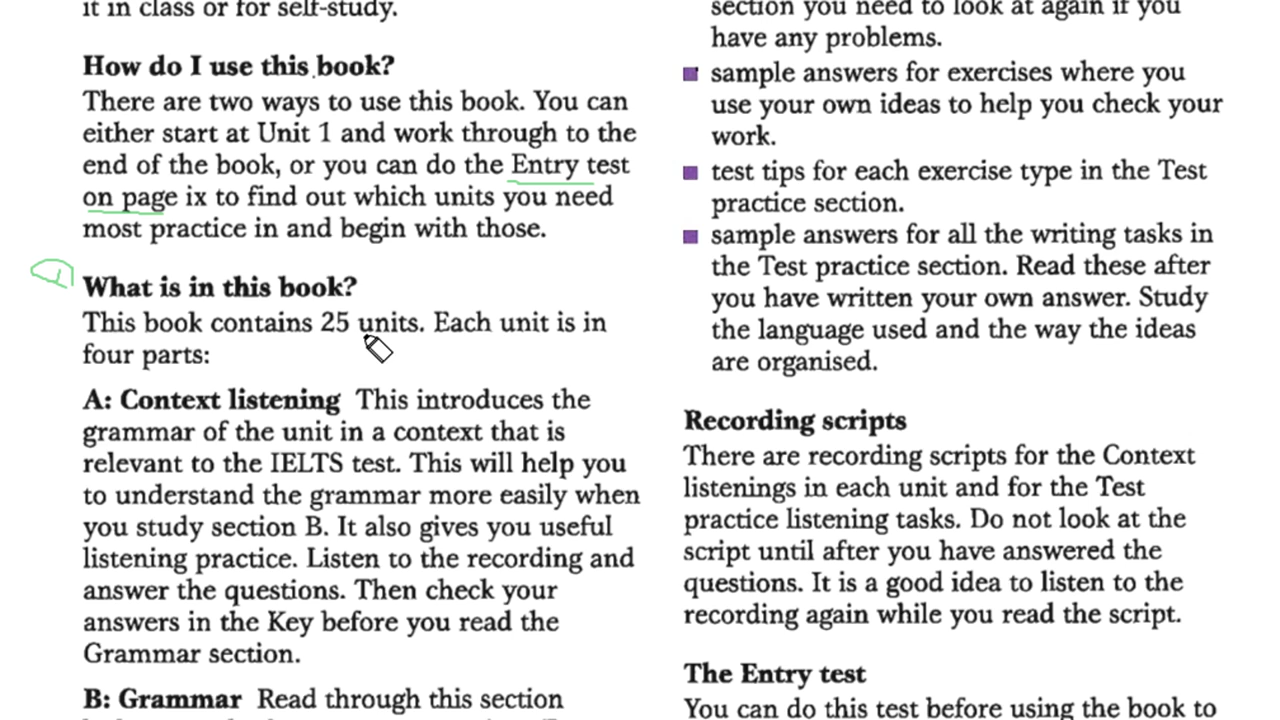 it in class or for self-study.
How do I use this book?
There are two ways to use this book. You can
either start at Unit 1 and work through to the
end of the book, or you can do the Entry test
on page ix to find out which units you need
most practice in and begin with those.
What is in this book?
This book contains 25 units. Each unit is in
four parts:
A: Context listening This introduces the
grammar of the unit in a context that is
relevant to the IELTS test. This will help you
to understand the grammar more easily when
you study section B. It also gives you useful
listening practice. Listen to the recording and
answer the questions. Then check your
answers in the Key before you read the
Grammar section.
B: Grammar Read through this section
section you need to look at again if you
have any problems.
sample answers for exercises where you
use your own ideas to help you check your
work.
test tips for each exercise type in the Test
practice section.
sample answers for all the writing tasks in
the Test practice section. Read these after
you have written your own answer. Study
the language used and the way the ideas
are organised.
Recording scripts
There are recording scripts for the Context
listenings in each unit and for the Test
practice listening tasks. Do not look at the
script until after you have answered the
questions. It is a good idea to listen to the
recording again while you read the script.
The Entry test
You can do this test before using the book to